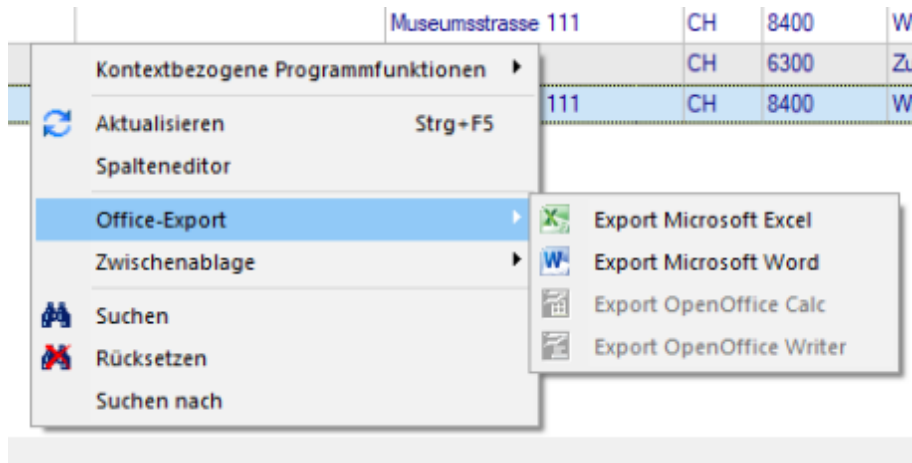 Museumsstrasse 111 CH 8400
Kontextbezogene Programmfunktionen CH 6300
111 CH 8400
Aktualisieren Strg+F5
Spalteneditor
Office-Export Export Microsoft Excel
Zwischenablage Export Microsoft Word
Export OpenOffice Calc
Suchen
Export OpenOffice Writer
Rücksetzen
Suchen nach